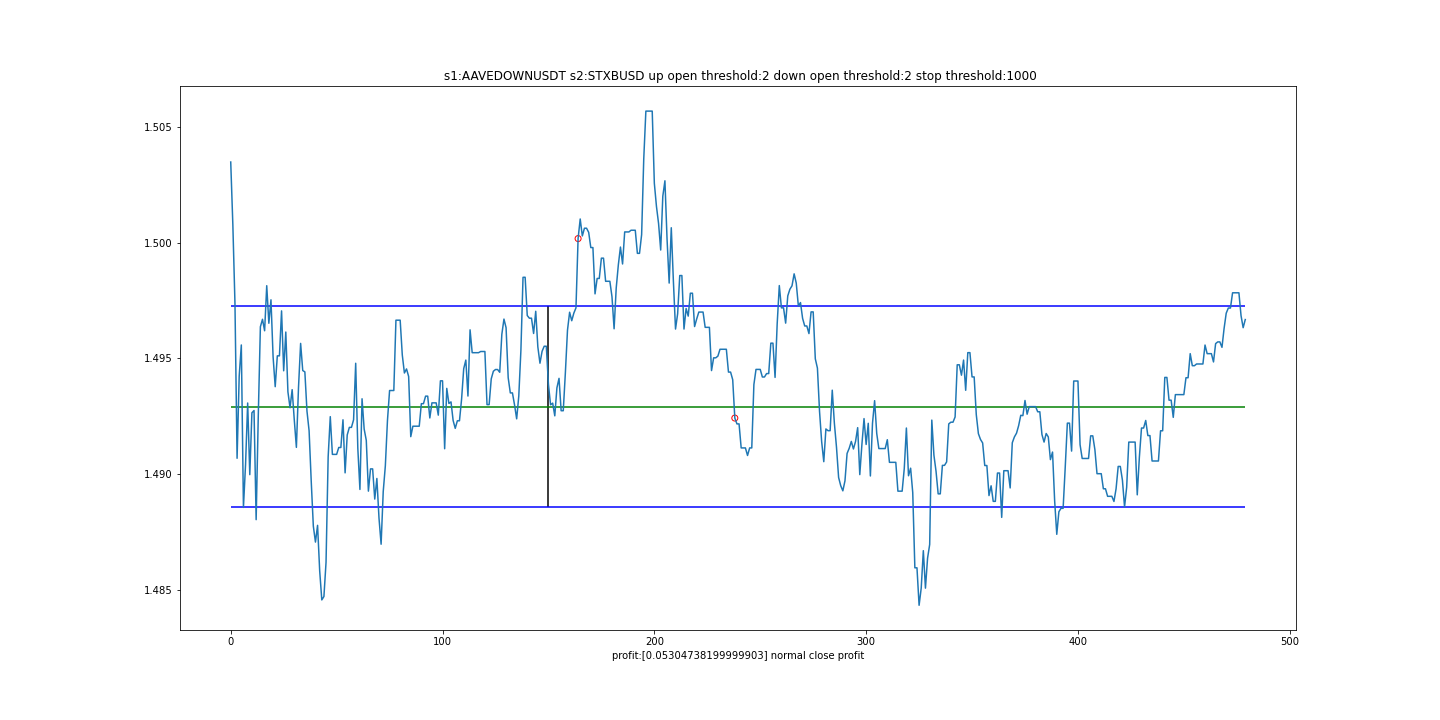 s1:AAVEDOWNUSDT s2:STXBUSD up open threshold:2 down open threshold:2 stop threshold:1000
1.505
1.500
1.495
1.490
1.485
0 100 200 300 400 500
profit:[0.05304738199999903] normal close profit